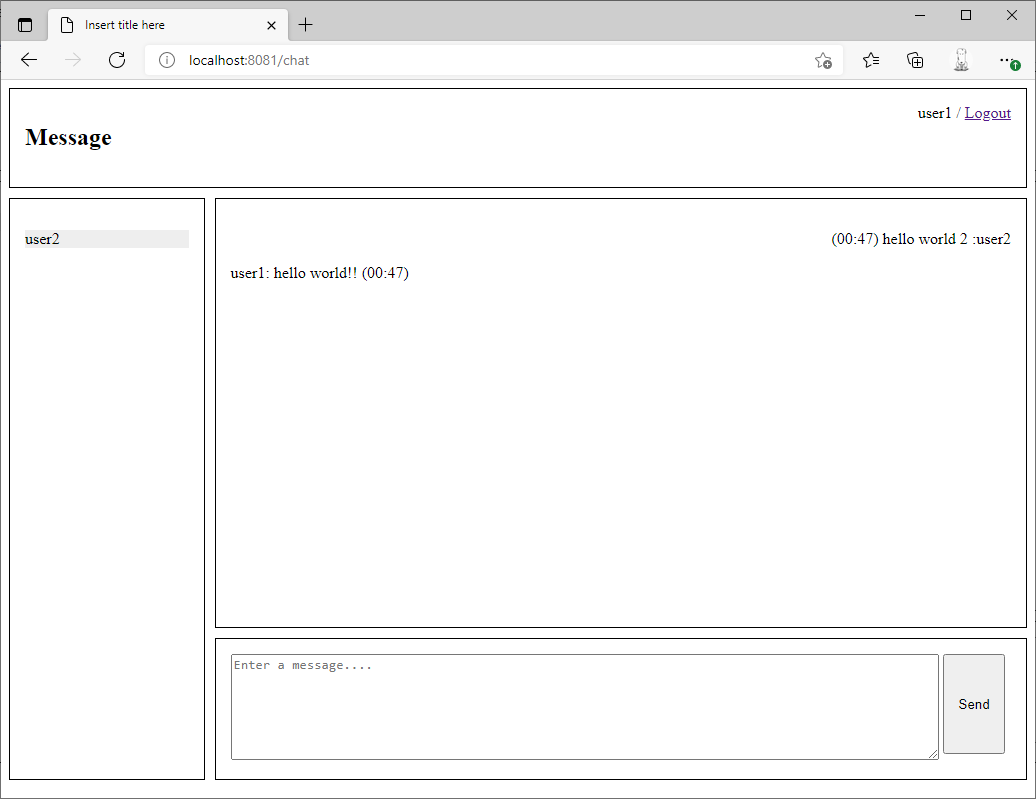 Insert title here
localhost:8081/chat
user1 / Logout
Message
user2
(00:47) hello world 2 :user2
user1: hello world!! (00:47)
Enter a message....
Send